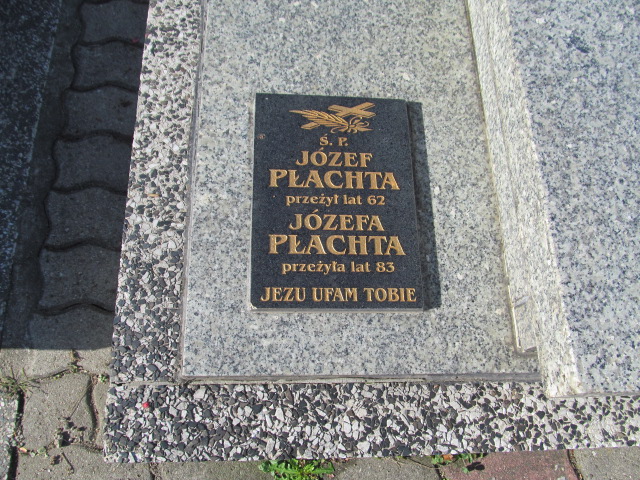 Ś. P.
JÓZEF
PŁACHTA
przeżył lat 62
JÓZEFA
PŁACHTA
przeżyła lat 83
JEZU UFAM TOBIE